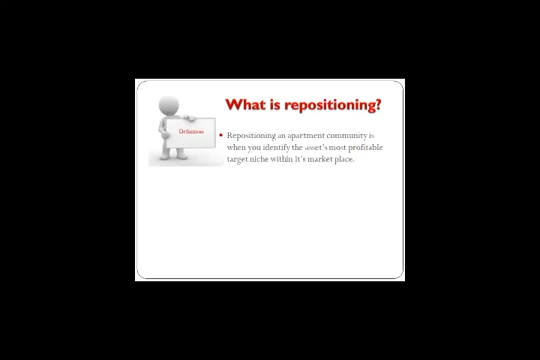 What is repositioning?
Definitions
Repositioning an apartment community is
when you identify the asset's most profitable
target niche within it's market place.